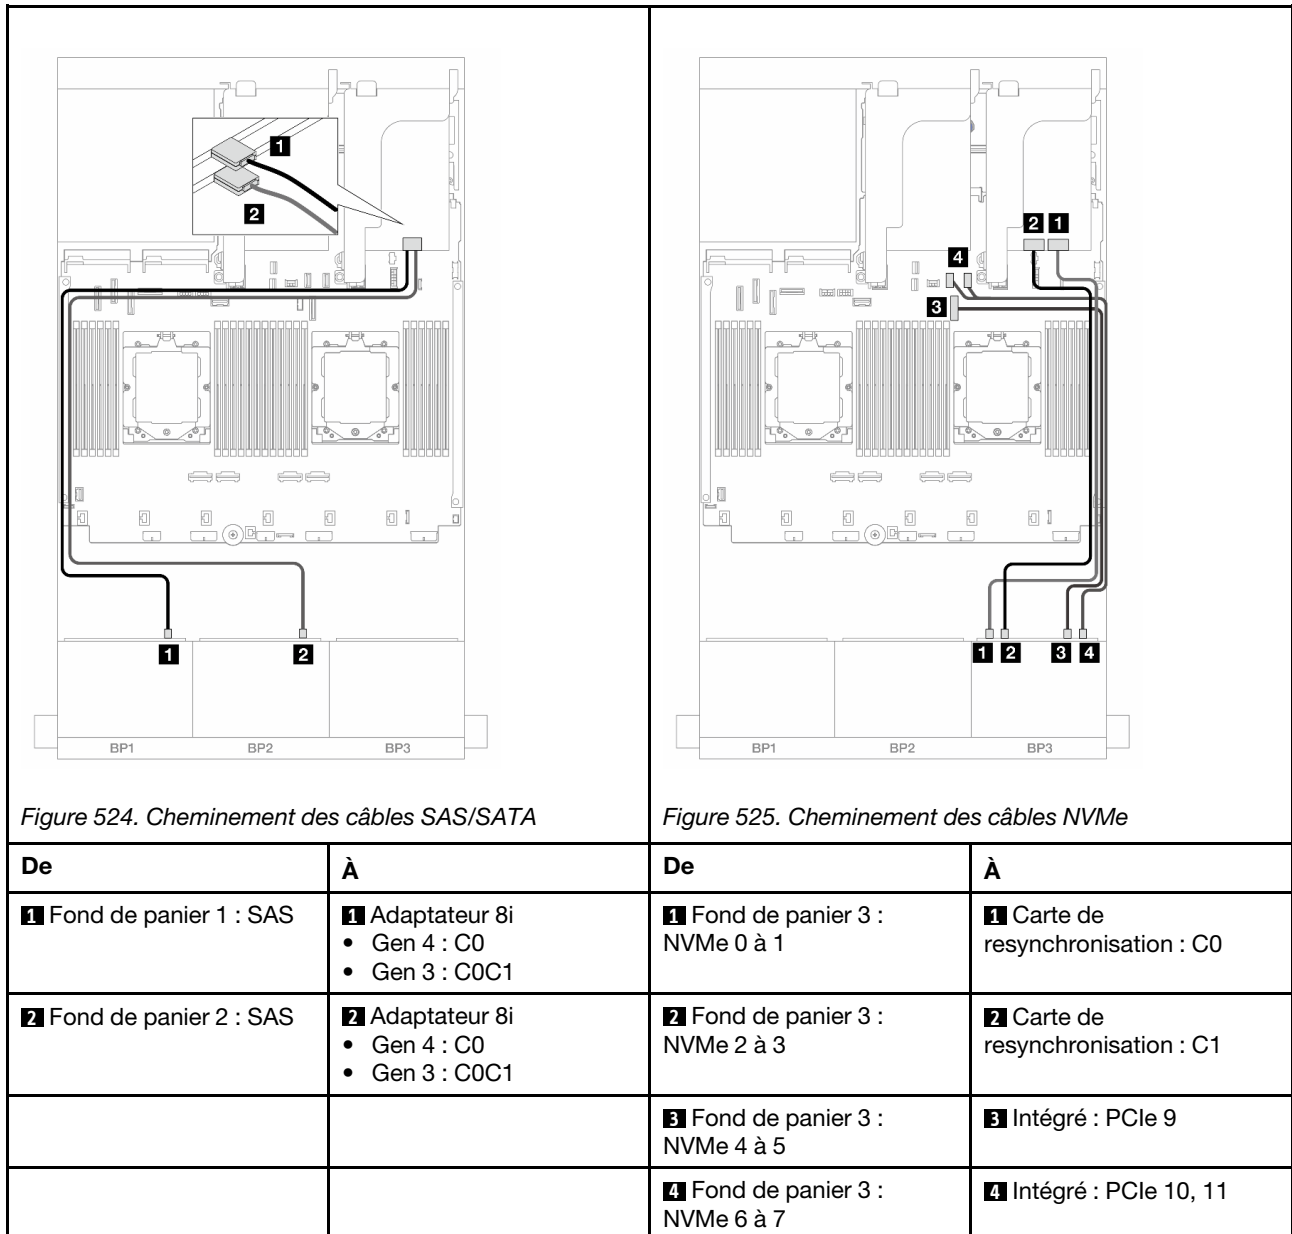 1
2
1
2
BP1
BP2
BP3
Figure 524. Cheminement des câbles SAS/SATA
2 1
4
3
1 2 3 4
BP1
BP2
BP3
Figure 525. Cheminement des câbles NVMe
De
À
De
À
1 Fond de panier 1 : SAS
1 Adaptateur 8i
• Gen 4 : C0
• Gen 3 : C0C1
1 Fond de panier 3 :
NVMe 0 à 1
1 Carte de
resynchronisation : C0
2 Fond de panier 2 : SAS
2 Adaptateur 8i
• Gen 4 : C0
• Gen 3 : C0C1
2 Fond de panier 3 :
NVMe 2 à 3
2 Carte de
resynchronisation : C1
3 Fond de panier 3 :
NVMe 4 à 5
3 Intégré : PCIe 9
4 Fond de panier 3 :
NVMe 6 à 7
4 Intégré : PCIe 10, 11